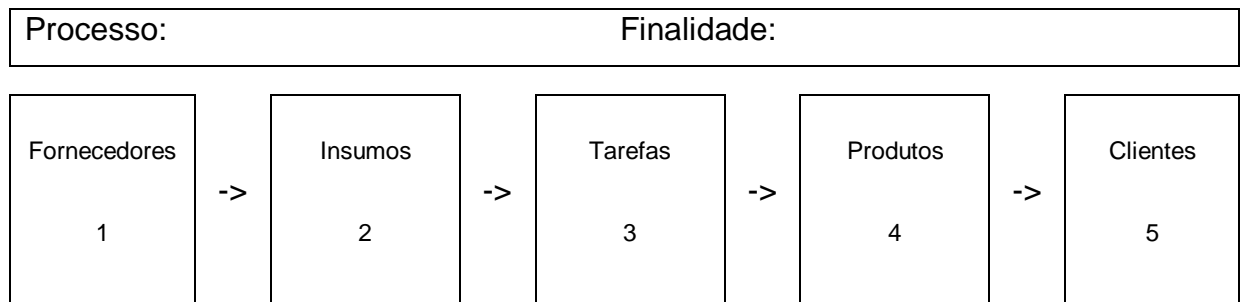 Processo: Finalidade:
Fornecedores -> Insumos -> Tarefas -> Produtos -> Clientes
1 2 3 4 5